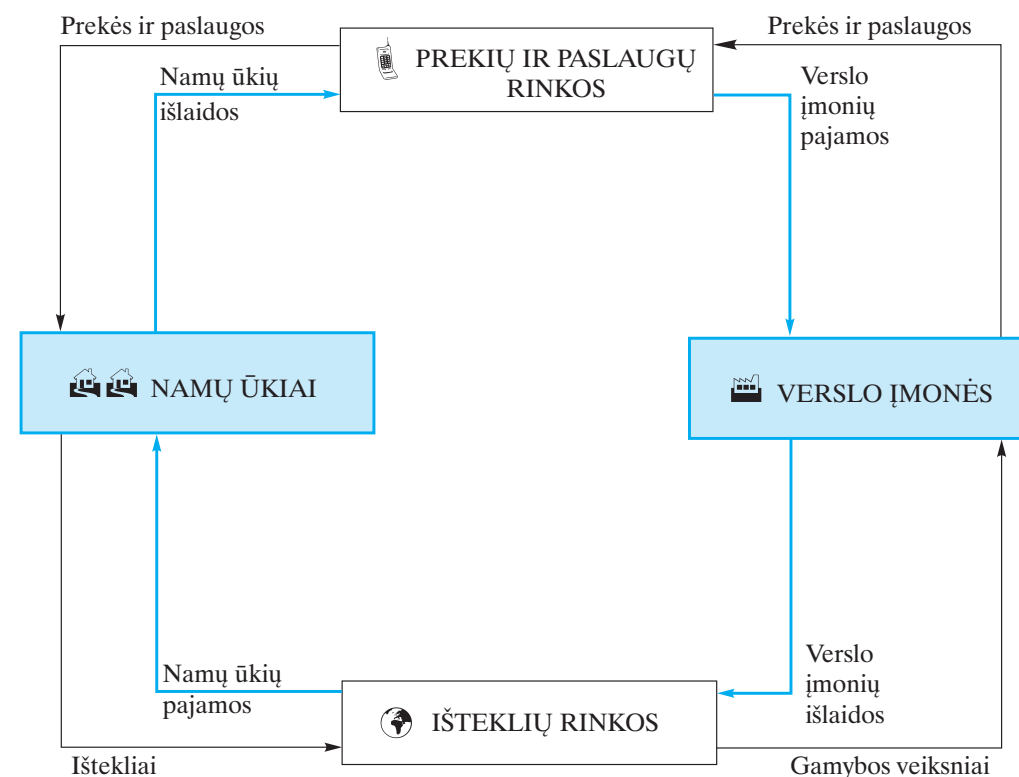 Prekės ir paslaugos
Prekės ir paslaugos
PREKIŲ IR PASLAUGŲ
RINKOS
Namų ūkių
išlaidos
Verslo
įmonių
pajamos
NAMŲ ŪKIAI
VERSLO ĮMONĖS
Namų ūkių
pajamos
Verslo
įmonių
išlaidos
IŠTEKLIŲ RINKOS
Ištekliai
Gamybos veiksniai